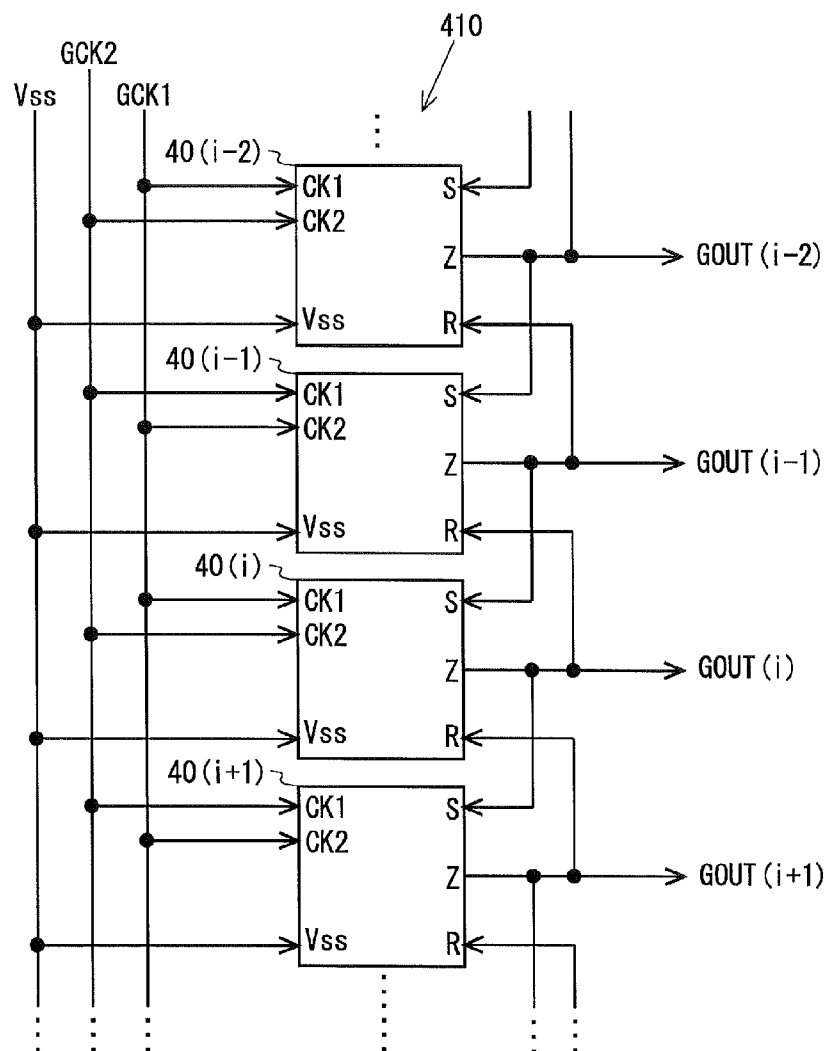 410
GCK2
Vss GCK1
40(i-2)
CK1 S
CK2
Z GOUT(i-2)
Vss R
40(i-1)
CK1 S
CK2
Z GOUT(i-1)
Vss R
40(i)
CK1 S
CK2
Z GOUT(i)
Vss R
40(i+1)
CK1 S
CK2
Z GOUT(i+1)
Vss R